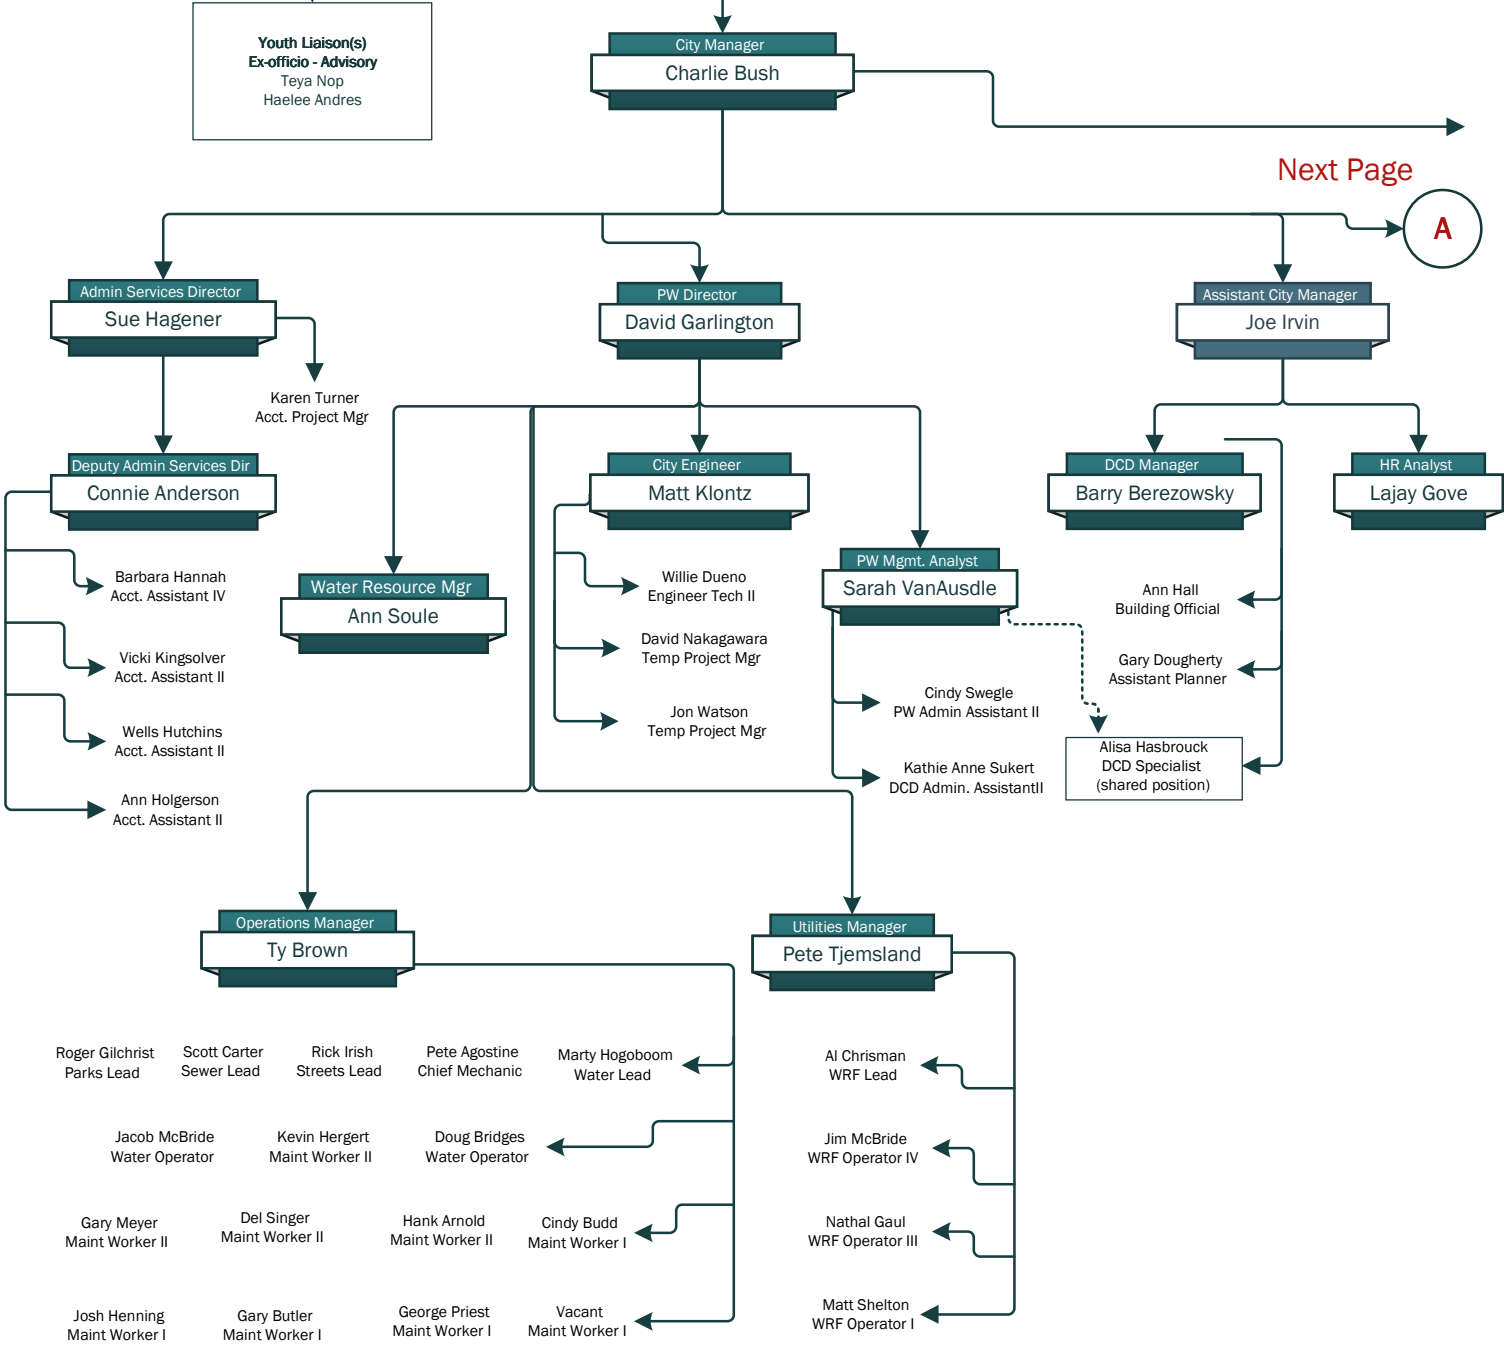 Youth Liaison(s)
Ex-officio - Advisory
Teya Nop
Haelee Andres
City Manager
Charlie Bush
Next Page
A
Admin Services Director
Sue Hagener
Karen Turner
Acct. Project Mgr
PW Director
David Garlington
Assistant City Manager
Joe Irvin
Deputy Admin Services Dir
Connie Anderson
Barbara Hannah
Acct. Assistant IV
Vicki Kingsolver
Acct. Assistant II
Wells Hutchins
Acct. Assistant II
Ann Holgerson
Acct. Assistant II
Water Resource Mgr
Ann Soule
City Engineer
Matt Klontz
Willie Dueno
Engineer Tech II
David Nakagawara
Temp Project Mgr
Jon Watson
Temp Project Mgr
PW Mgmt. Analyst
Sarah VanAusdle
Cindy Swegle
PW Admin Assistant II
Kathie Anne Sukert
DCD Admin. AssistantII
DCD Manager
Barry Berezowsky
HR Analyst
Lajay Gove
Ann Hall
Building Official
Gary Dougherty
Assistant Planner
Alisa Hasbrouck
DCD Specialist
(shared position)
Operations Manager
Ty Brown
Roger Gilchrist
Parks Lead
Scott Carter
Sewer Lead
Rick Irish
Streets Lead
Pete Agostine
Chief Mechanic
Marty Hogoboom
Water Lead
Jacob McBride
Water Operator
Kevin Hergert
Maint Worker II
Doug Bridges
Water Operator
Gary Meyer
Maint Worker II
Del Singer
Maint Worker II
Hank Arnold
Maint Worker II
Cindy Budd
Maint Worker I
Josh Henning
Maint Worker I
Gary Butler
Maint Worker I
George Priest
Maint Worker I
Vacant
Maint Worker I
Utilities Manager
Pete Tjemsland
Al Chrisman
WRF Lead
Jim McBride
WRF Operator IV
Nathal Gaul
WRF Operator III
Matt Shelton
WRF Operator I